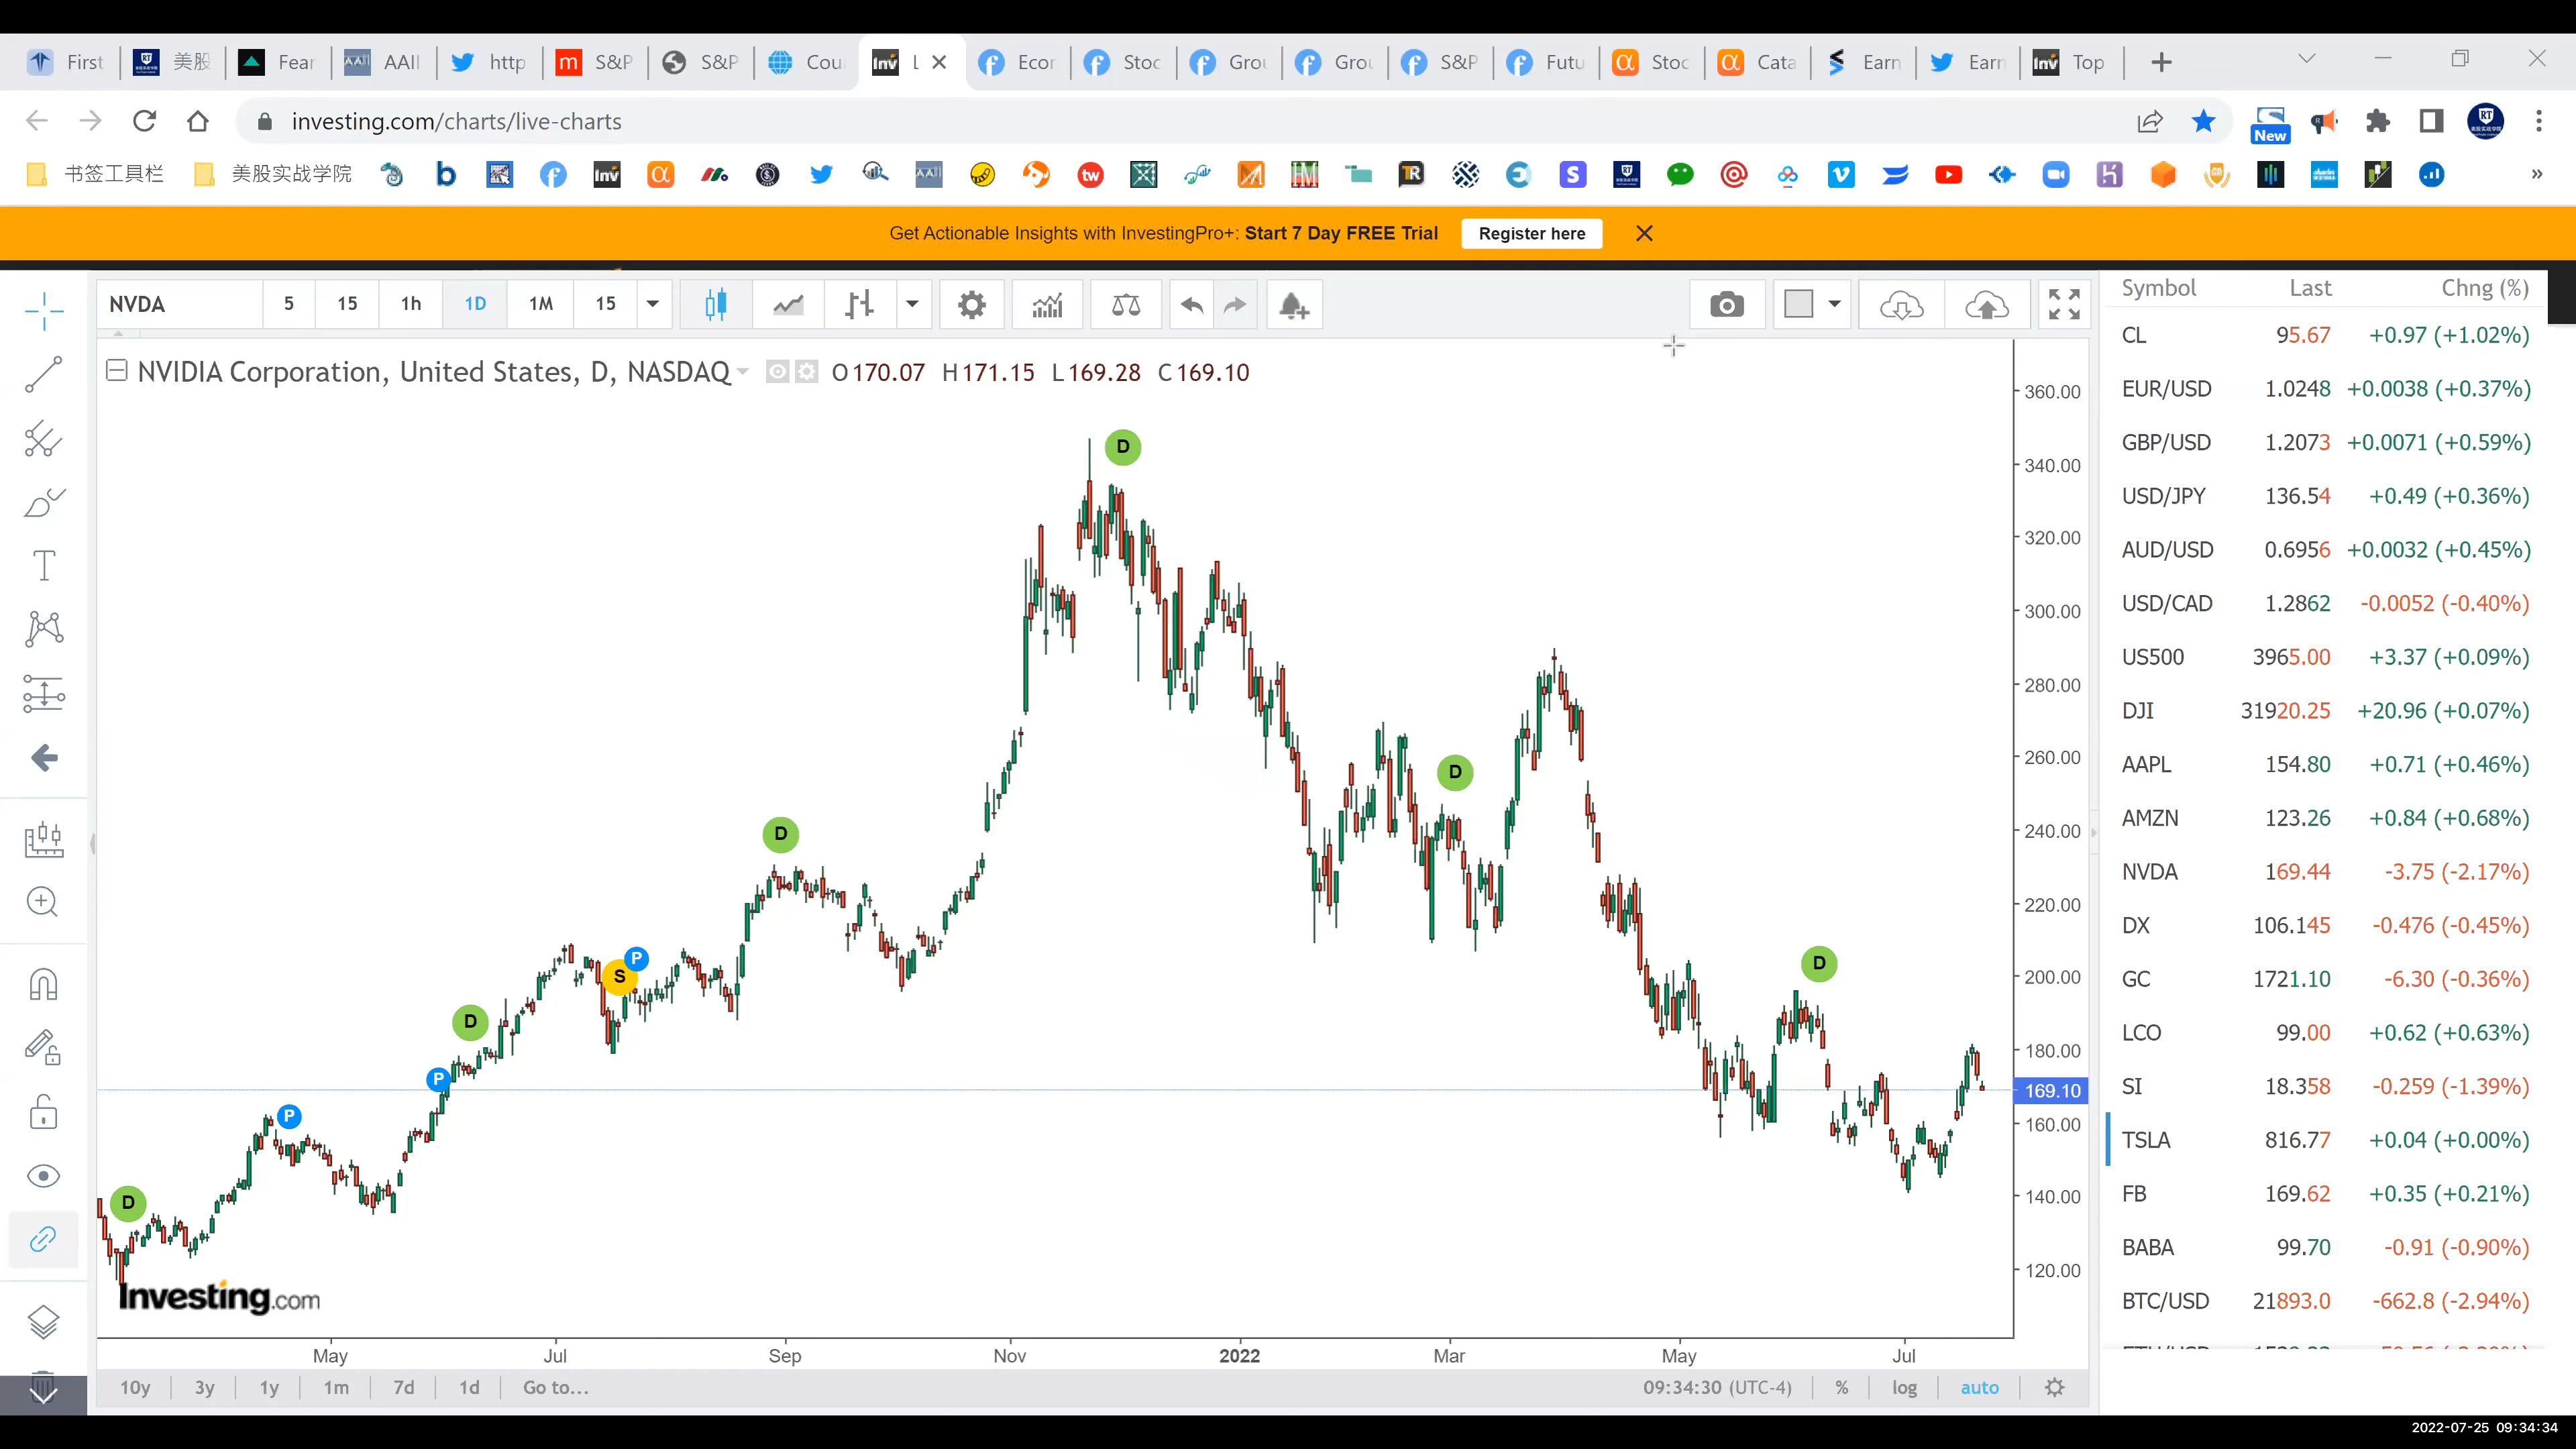 First 美股 Fear AAII http S&P S&P Cou L Econ Stoc Grou Grou S&P Futu Stoc Cata Earn Earn Top
investing.com/charts/live-charts
New
书签工具栏 美股实战学院
Get Actionable Insights with InvestingPro+: Start 7 Day FREE Trial Register here
NVDA 5 15 1h 1D 1M 15
NVIDIA Corporation, United States, D, NASDAQ O170.07 H171.15 L169.28 C169.10
Symbol Last Chng (%)
CL 95.67 +0.97 (+1.02%)
EUR/USD 1.0248 +0.0038 (+0.37%)
GBP/USD 1.2073 +0.0071 (+0.59%)
USD/JPY 136.54 +0.49 (+0.36%)
AUD/USD 0.6956 +0.0032 (+0.45%)
USD/CAD 1.2862 -0.0052 (-0.40%)
US500 3965.00 +3.37 (+0.09%)
DJI 31920.25 +20.96 (+0.07%)
AAPL 154.80 +0.71 (+0.46%)
AMZN 123.26 +0.84 (+0.68%)
NVDA 169.44 -3.75 (-2.17%)
DX 106.145 -0.476 (-0.45%)
GC 1721.10 -6.30 (-0.36%)
LCO 99.00 +0.62 (+0.63%)
SI 18.358 -0.259 (-1.39%)
TSLA 816.77 +0.04 (+0.00%)
FB 169.62 +0.35 (+0.21%)
BABA 99.70 -0.91 (-0.90%)
BTC/USD 21893.0 -662.8 (-2.94%)
360.00
340.00
320.00
300.00
280.00
260.00
240.00
220.00
200.00
180.00
169.10
160.00
140.00
120.00
D
D
D
D
S P
D
D
P
P
D
Investing.com
May Jul Sep Nov 2022 Mar May Jul
10y 3y 1y 1m 7d 1d Go to... 09:34:30 (UTC-4) % log auto
2022-07-25 09:34:34